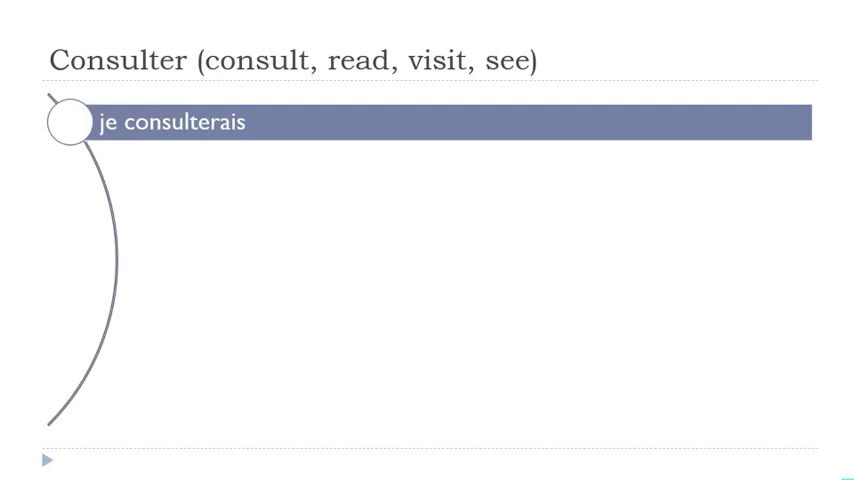 Consulter (consult, read, visit, see)
je consulterais